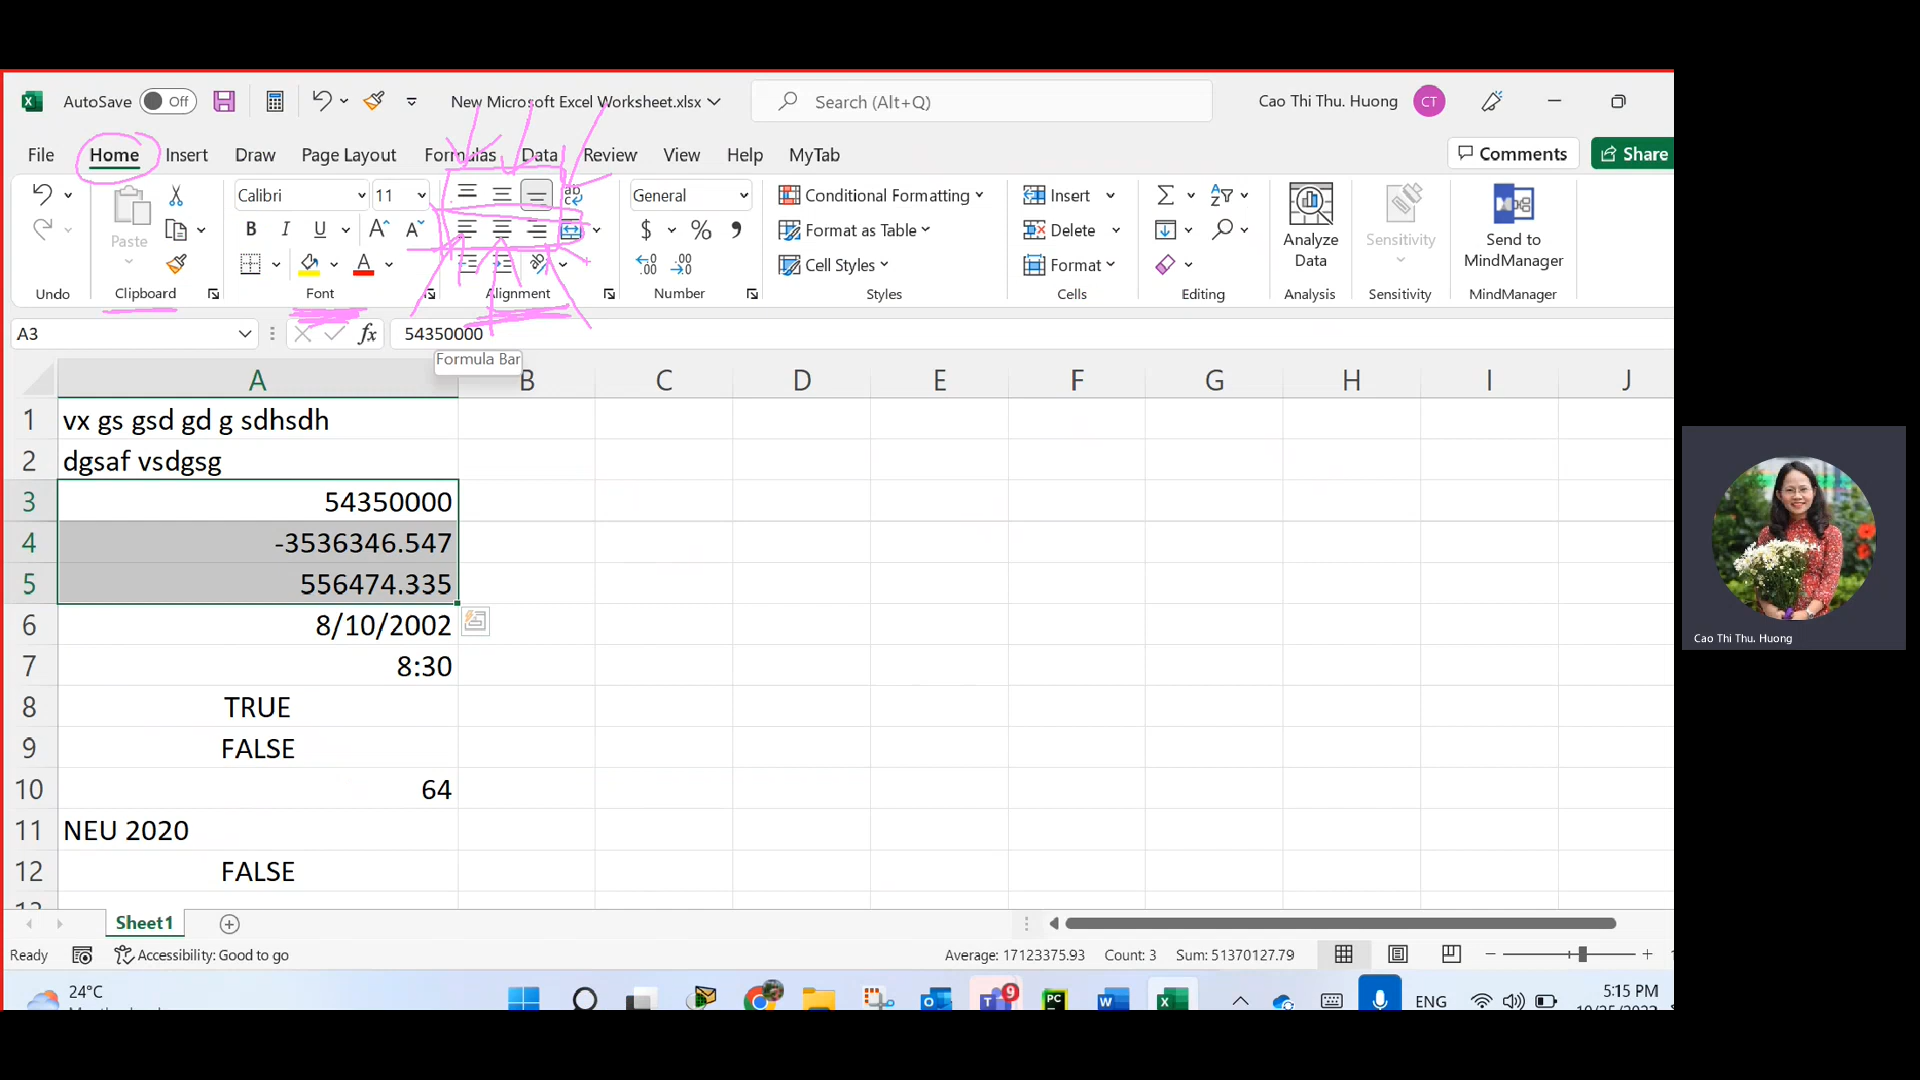 AutoSave Off New Microsoft Excel Worksheet.xlsx Search (Alt+Q) Cao Thi Thu. Huong CT
File Home Insert Draw Page Layout Formulas Data Review View Help MyTab Comments Share
Calibri 11 ab General Conditional Formatting Insert
Paste B I U A A $ % Format as Table Delete Analyze Data Sensitivity Send to MindManager
A Cell Styles Format
Undo Clipboard Font Alignment Number Styles Cells Editing Analysis Sensitivity MindManager
A3 fx 54350000
Formula Bar
A B C D E F G H I J
1 vx gs gsd gd g sdhsdh
2 dgsaf vsdgsg
3 54350000
4 -3536346.547
5 556474.335
6 8/10/2002
7 8:30
8 TRUE
9 FALSE
10 64
11 NEU 2020
12 FALSE
Sheet1
Ready Accessibility: Good to go Average: 17123375.93 Count: 3 Sum: 51370127.79
24°C
9 PC ENG 5:15 PM
Cao Thi Thu. Huong